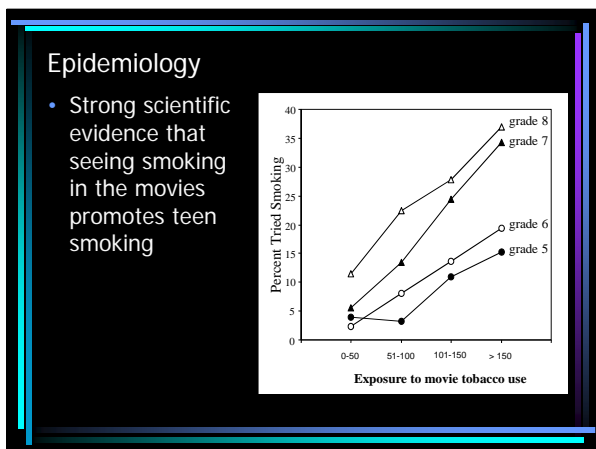 Epidemiology
• Strong scientific
evidence that
seeing smoking
in the movies
promotes teen
smoking
Percent Tried Smoking
40
35
30
25
20
15
10
5
0
grade 8
grade 7
grade 6
grade 5
0-50 51-100 101-150 > 150
Exposure to movie tobacco use